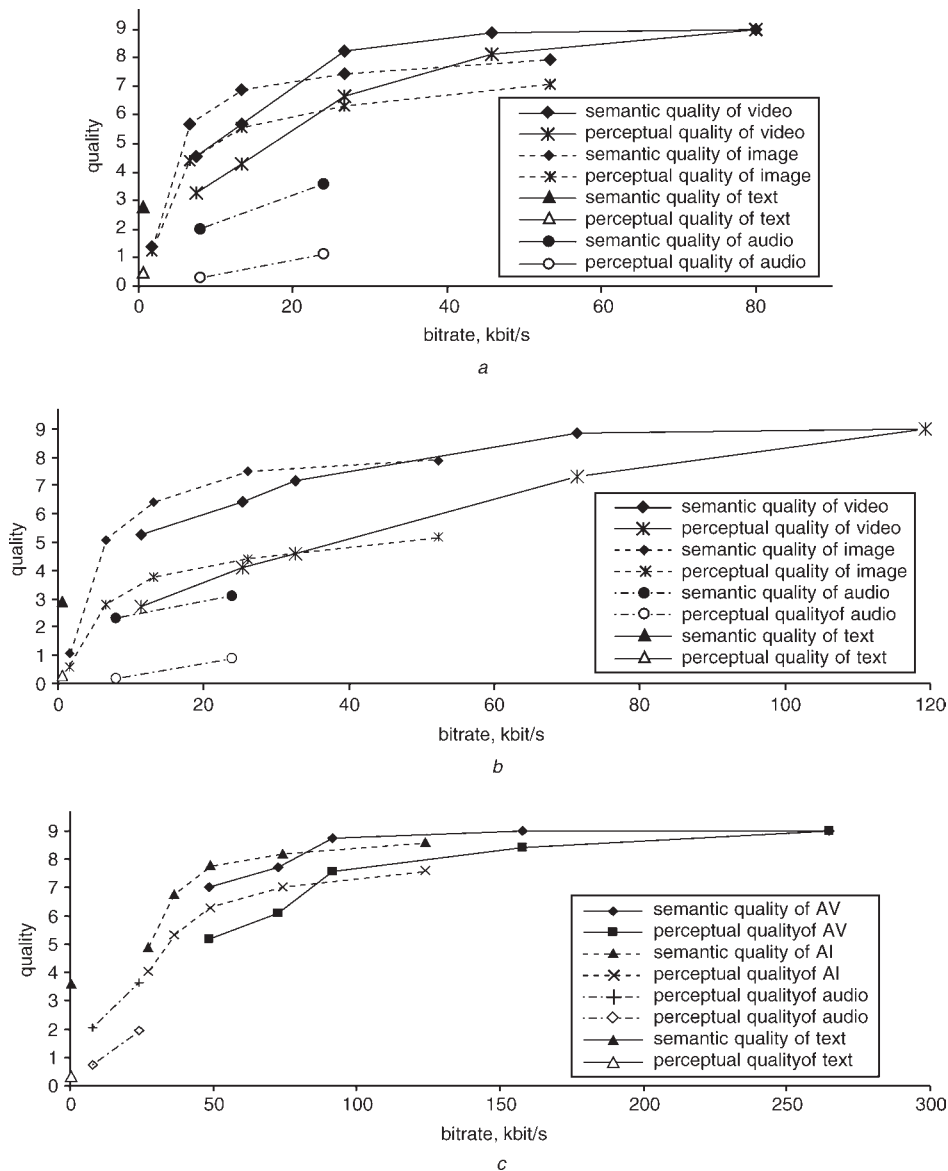 9
8
7
6
5
4
3
2
1
0
quality
0 20 40 60 80
bitrate, kbit/s
semantic quality of video
perceptual quality of video
semantic quality of image
perceptual quality of image
semantic quality of text
perceptual quality of text
semantic quality of audio
perceptual quality of audio
a
9
8
7
6
5
4
3
2
1
0
quality
0 20 40 60 80 100 120
bitrate, kbit/s
semantic quality of video
perceptual quality of video
semantic quality of image
perceptual quality of image
semantic quality of audio
perceptual qualityof audio
semantic quality of text
perceptual quality of text
b
9
8
7
6
5
4
3
2
1
0
quality
0 50 100 150 200 250 300
bitrate, kbit/s
semantic quality of AV
perceptual qualityof AV
semantic quality of AI
perceptual qualityof AI
perceptual qualityof audio
perceptual qualityof audio
semantic quality of text
perceptual qualityof text
c